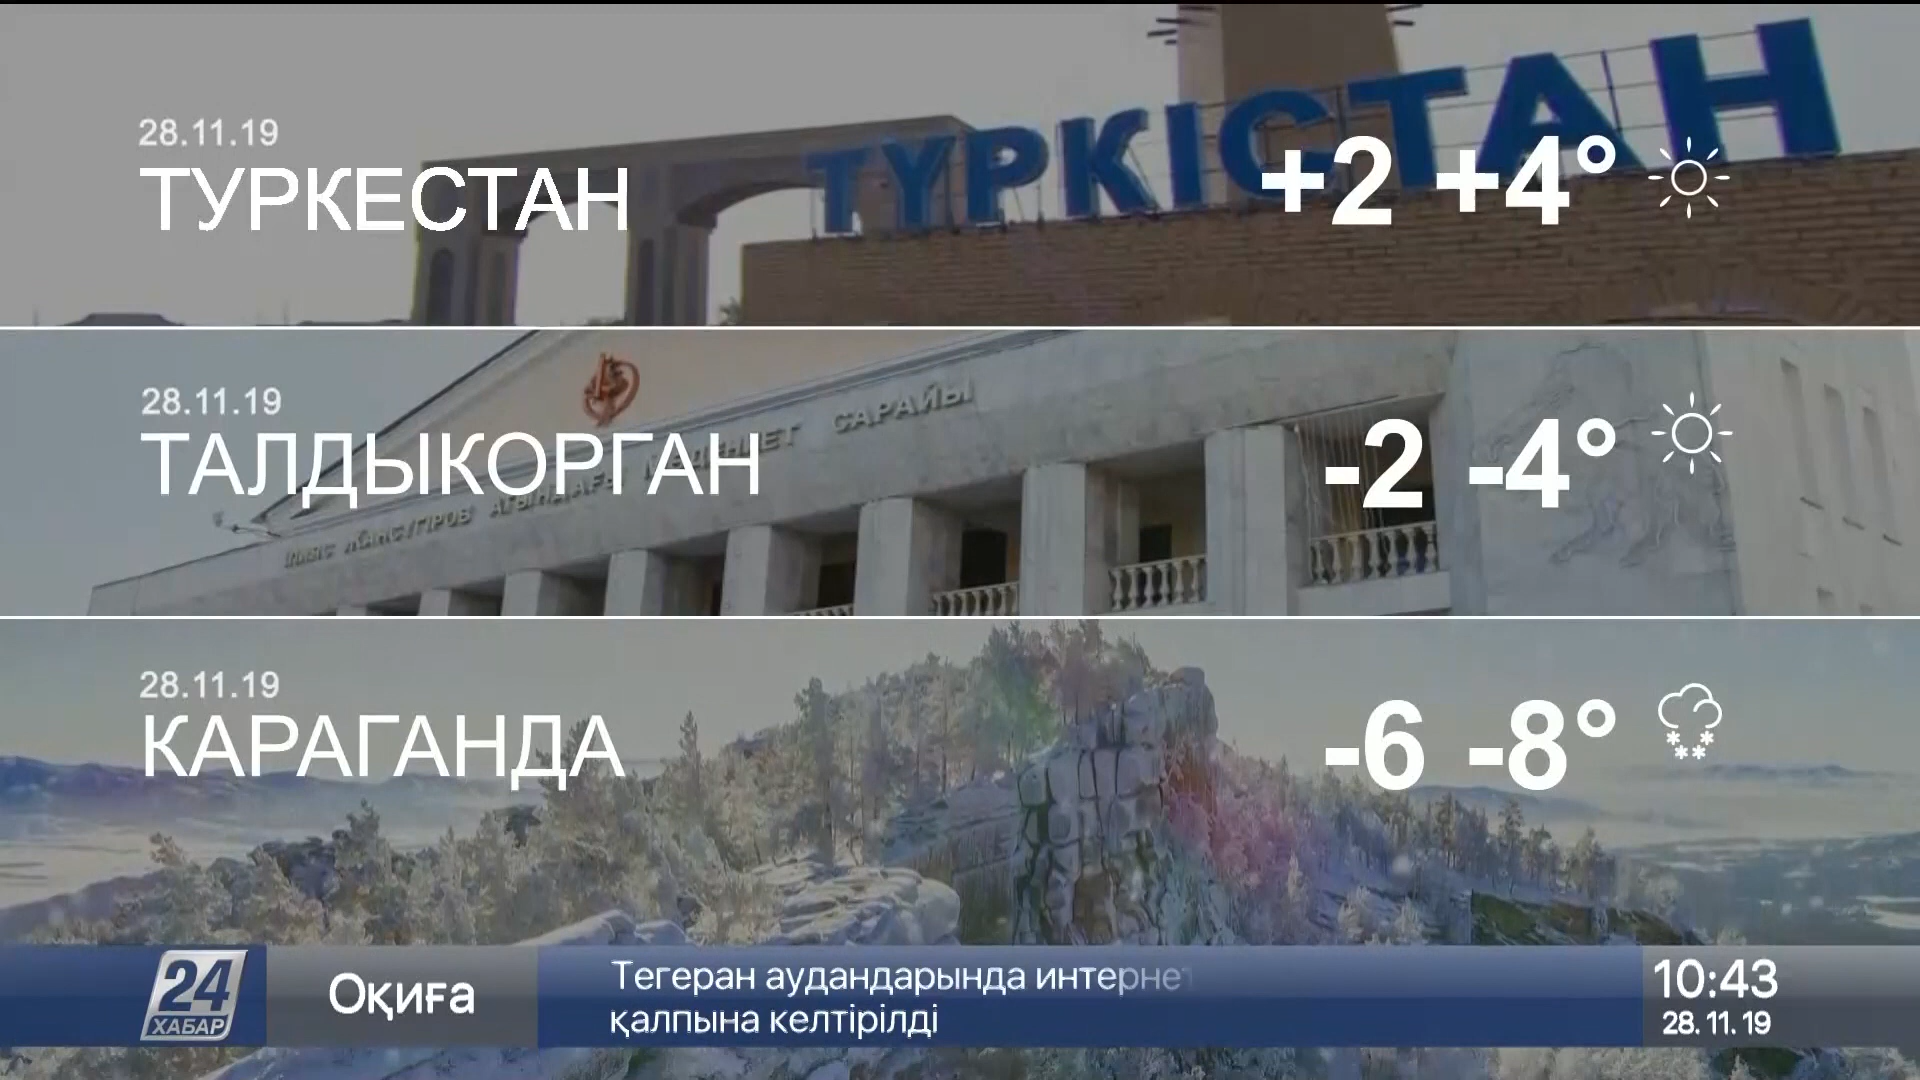 28.11.19
ТУРКЕСТАН
ТҮРКІСТАН
+2 +4°
28.11.19
ТАЛДЫКОРГАН
САРАЙЫ
-2 -4°
28.11.19
КАРАГАНДА
-6 -8°
24
ХАБАР
Оқиға
Тегеран аудандарында интернет
қалпына келтірілді
10:43
28.11.19